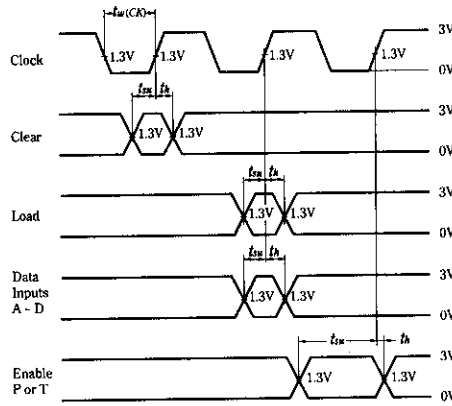 tw(CK)
3V
Clock
1.3V
1.3V
1.3V
1.3V
0V
tsu
th
3V
Clear
1.3V
1.3V
0V
tsu
th
3V
Load
1.3V
1.3V
0V
tsu
th
3V
Data
Inputs
A - D
1.3V
1.3V
0V
tsu
th
3V
Enable
P or T
1.3V
1.3V
0V